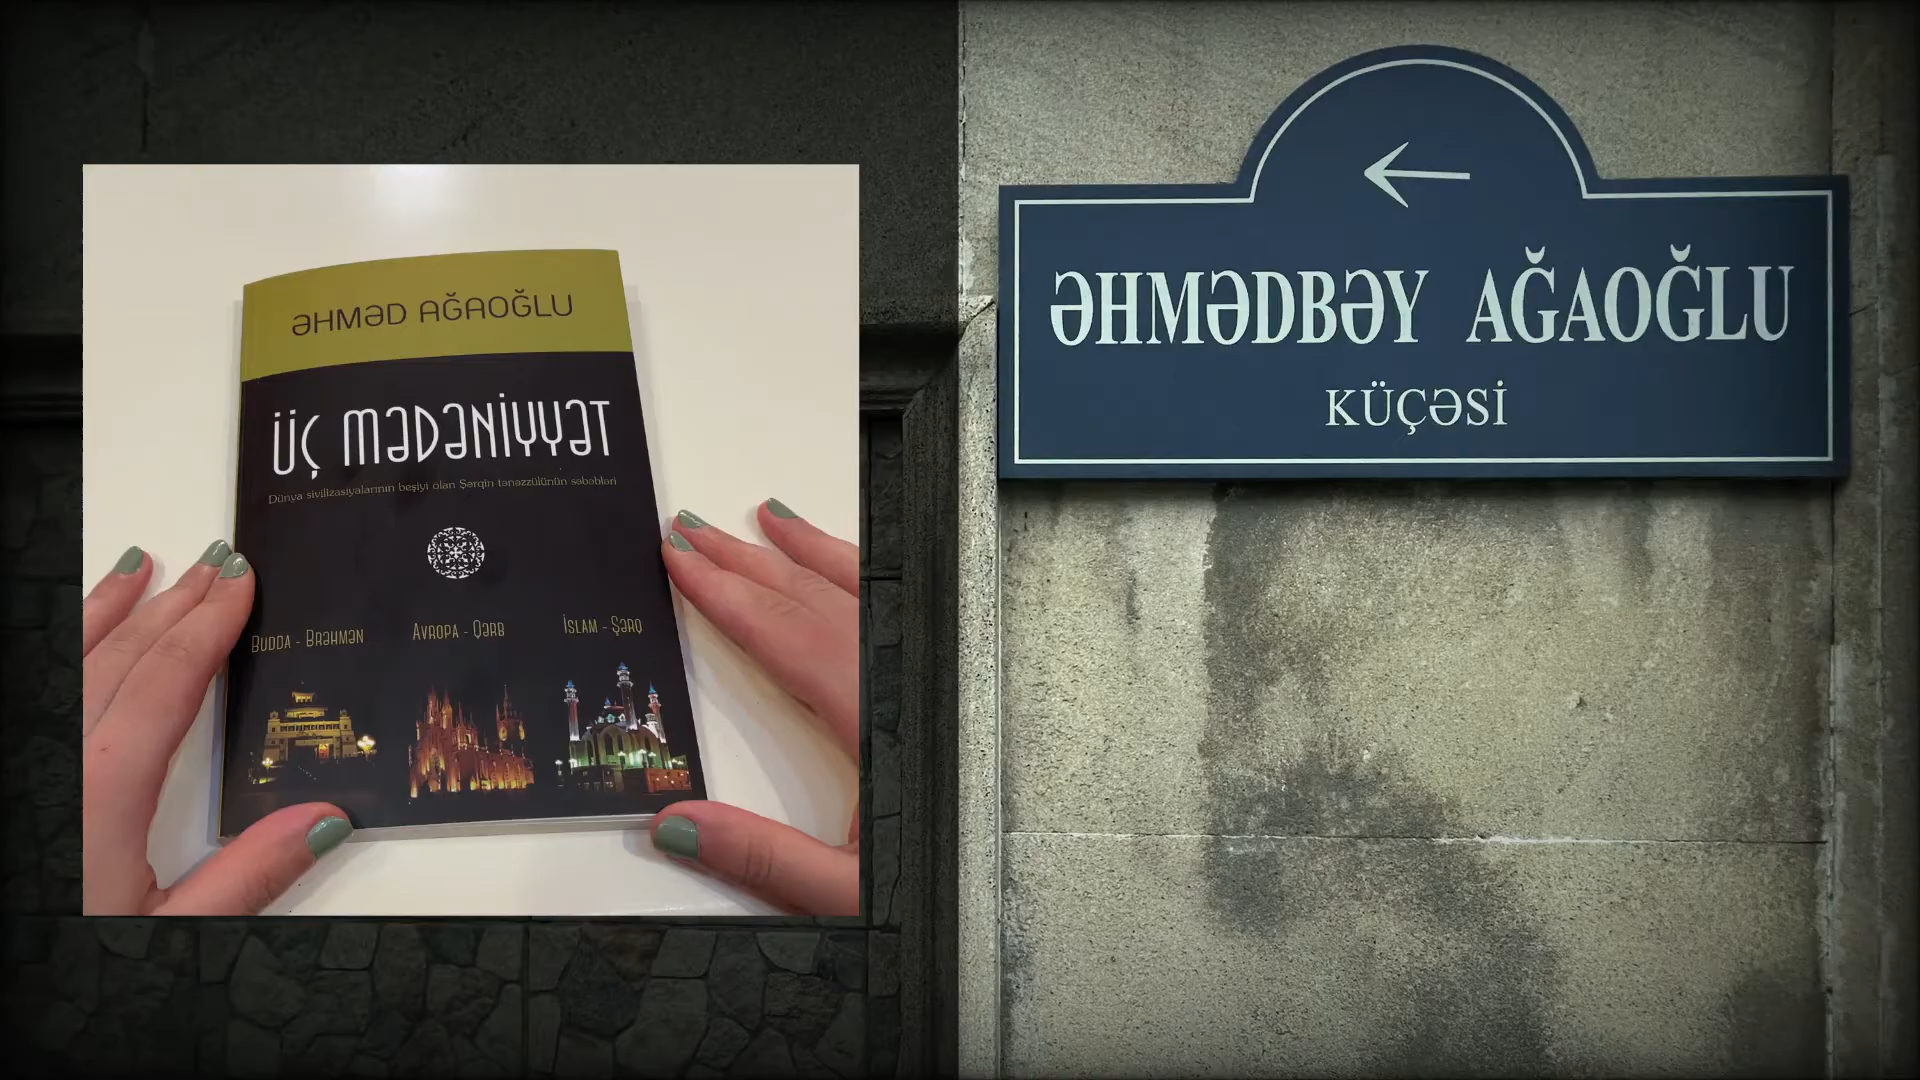 ƏHMƏD AĞAOĞLU
ÜÇ MƏDƏNİYYƏT
Dünya sivilizasiyalarının beşiyi olan Şərqin tənəzzülünün səbəbləri
BUDDA - BRƏHMƏN
AVROPA - QƏRB
İSLAM - ŞƏRQ
ƏHMƏDBƏY AĞAOĞLU
KÜÇƏSİ